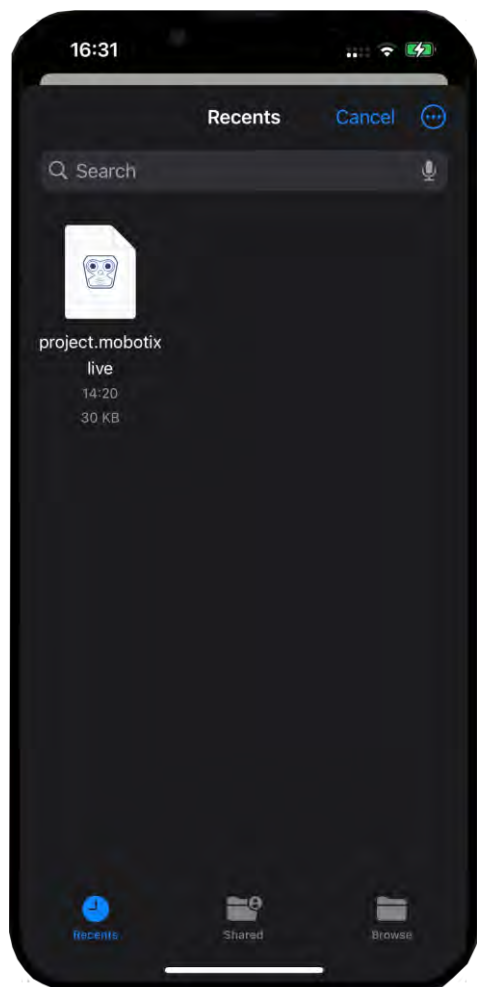 16:31
Recents
Cancel
Search
project.mobotix
live
14:20
30 KB
Recents
Shared
Browse